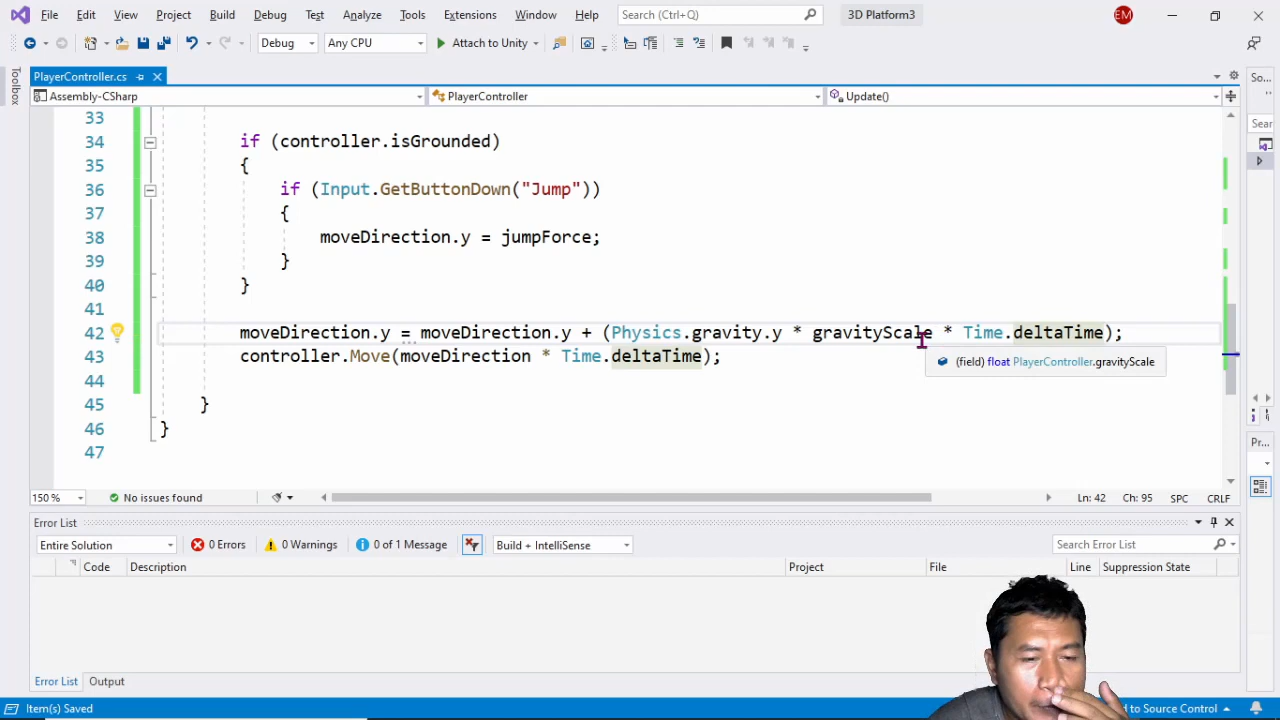 File Edit View Project Build Debug Test Analyze Tools Extensions Window Help Search (Ctrl+Q) 3D Platform3 EM
Debug Any CPU Attach to Unity
Toolbox
PlayerController.cs
So...
Assembly-CSharp PlayerController Update()
Sear
33
34 if (controller.isGrounded)
35 {
36 if (Input.GetButtonDown("Jump"))
37 {
38 moveDirection.y = jumpForce;
39 }
40 }
41
42 moveDirection.y = moveDirection.y + (Physics.gravity.y * gravityScale * Time.deltaTime);
43 controller.Move(moveDirection * Time.deltaTime);
(field) float PlayerController.gravityScale
44
45 }
46 }
47
Pr...
150 % No issues found Ln: 42 Ch: 95 SPC CRLF
Error List
Entire Solution 0 Errors 0 Warnings 0 of 1 Message Build + IntelliSense Search Error List
Code Description Project File Line Suppression State
Error List Output
Item(s) Saved d to Source Control